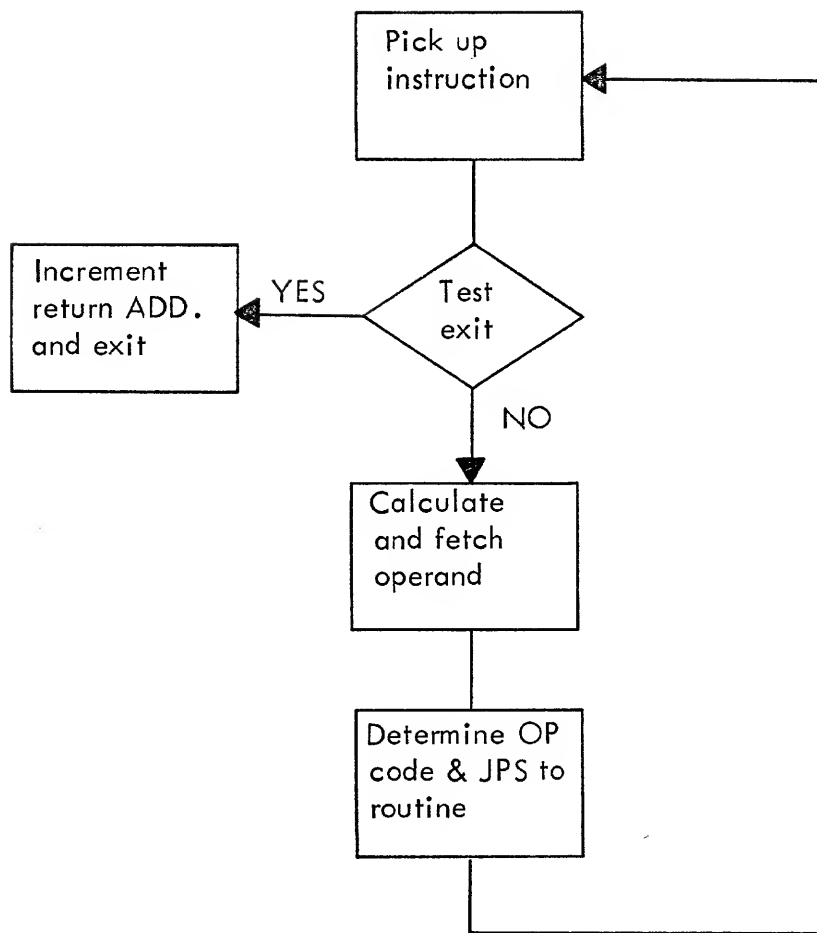 Pick up
instruction
Increment
return ADD.
and exit
YES
Test
exit
NO
Calculate
and fetch
operand
Determine OP
code & JPS to
routine